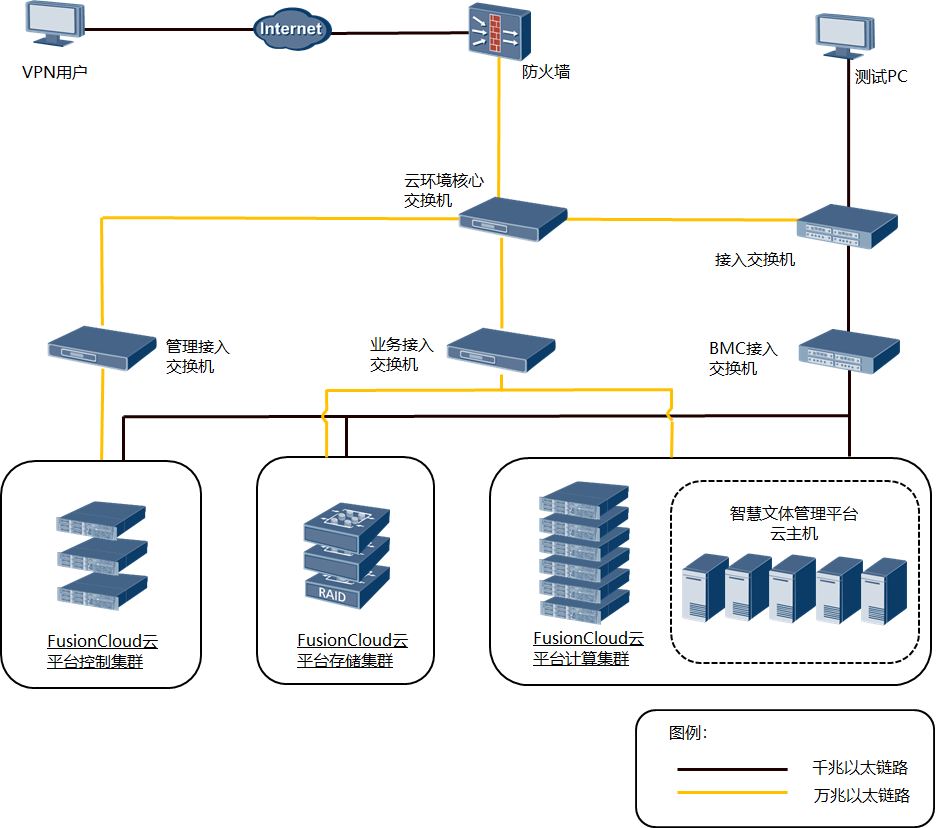 Internet
VPN用户
防火墙
测试PC
云环境核心
交换机
接入交换机
管理接入
交换机
业务接入
交换机
BMC接入
交换机
智慧文体管理平台
云主机
RAID
FusionCloud云
平台控制集群
FusionCloud云
平台存储集群
FusionCloud云
平台计算集群
图例：
千兆以太链路
万兆以太链路